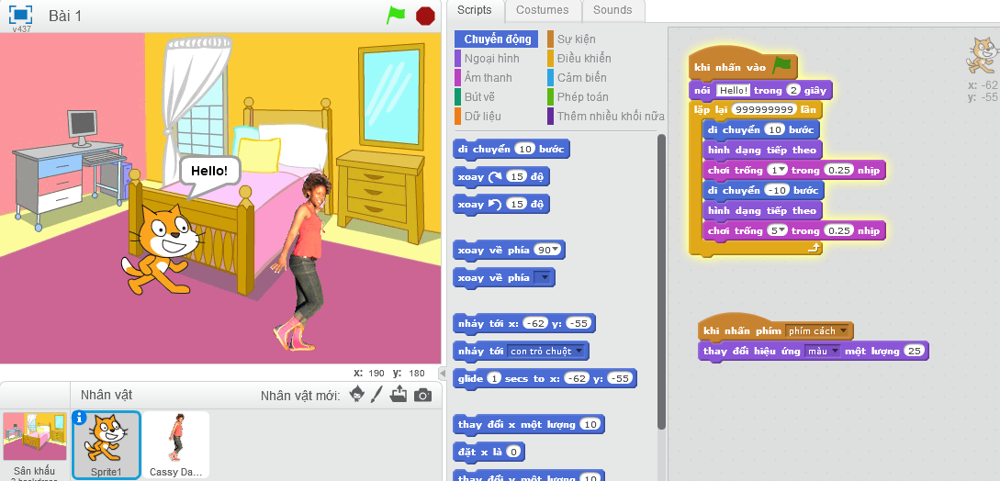 Bài 1
v437
Hello!
x: 190 y: 180
Nhân vật
Nhân vật mới:
Sân khấu
Sprite1
Cassy Da...
Scripts
Costumes
Sounds
Chuyển động
Sự kiện
Ngoại hình
Điều khiển
Âm thanh
Cảm biến
Bút vẽ
Phép toán
Dữ liệu
Thêm nhiều khối nữa
di chuyển 10 bước
xoay 15 độ
xoay 15 độ
xoay về phía 90
xoay về phía
nhảy tới x: -62 y: -55
nhảy tới con trỏ chuột
glide 1 secs to x: -62 y: -55
thay đổi x một lượng 10
đặt x là 0
thay đổi y một lượng 10
khi nhấn vào
nói Hello! trong 2 giây
lặp lại 999999999 lần
di chuyển 10 bước
hình dạng tiếp theo
chơi trống 1 trong 0.25 nhịp
di chuyển -10 bước
hình dạng tiếp theo
chơi trống 5 trong 0.25 nhịp
khi nhấn phím phím cách
thay đổi hiệu ứng màu một lượng 25
x: -62
y: -55